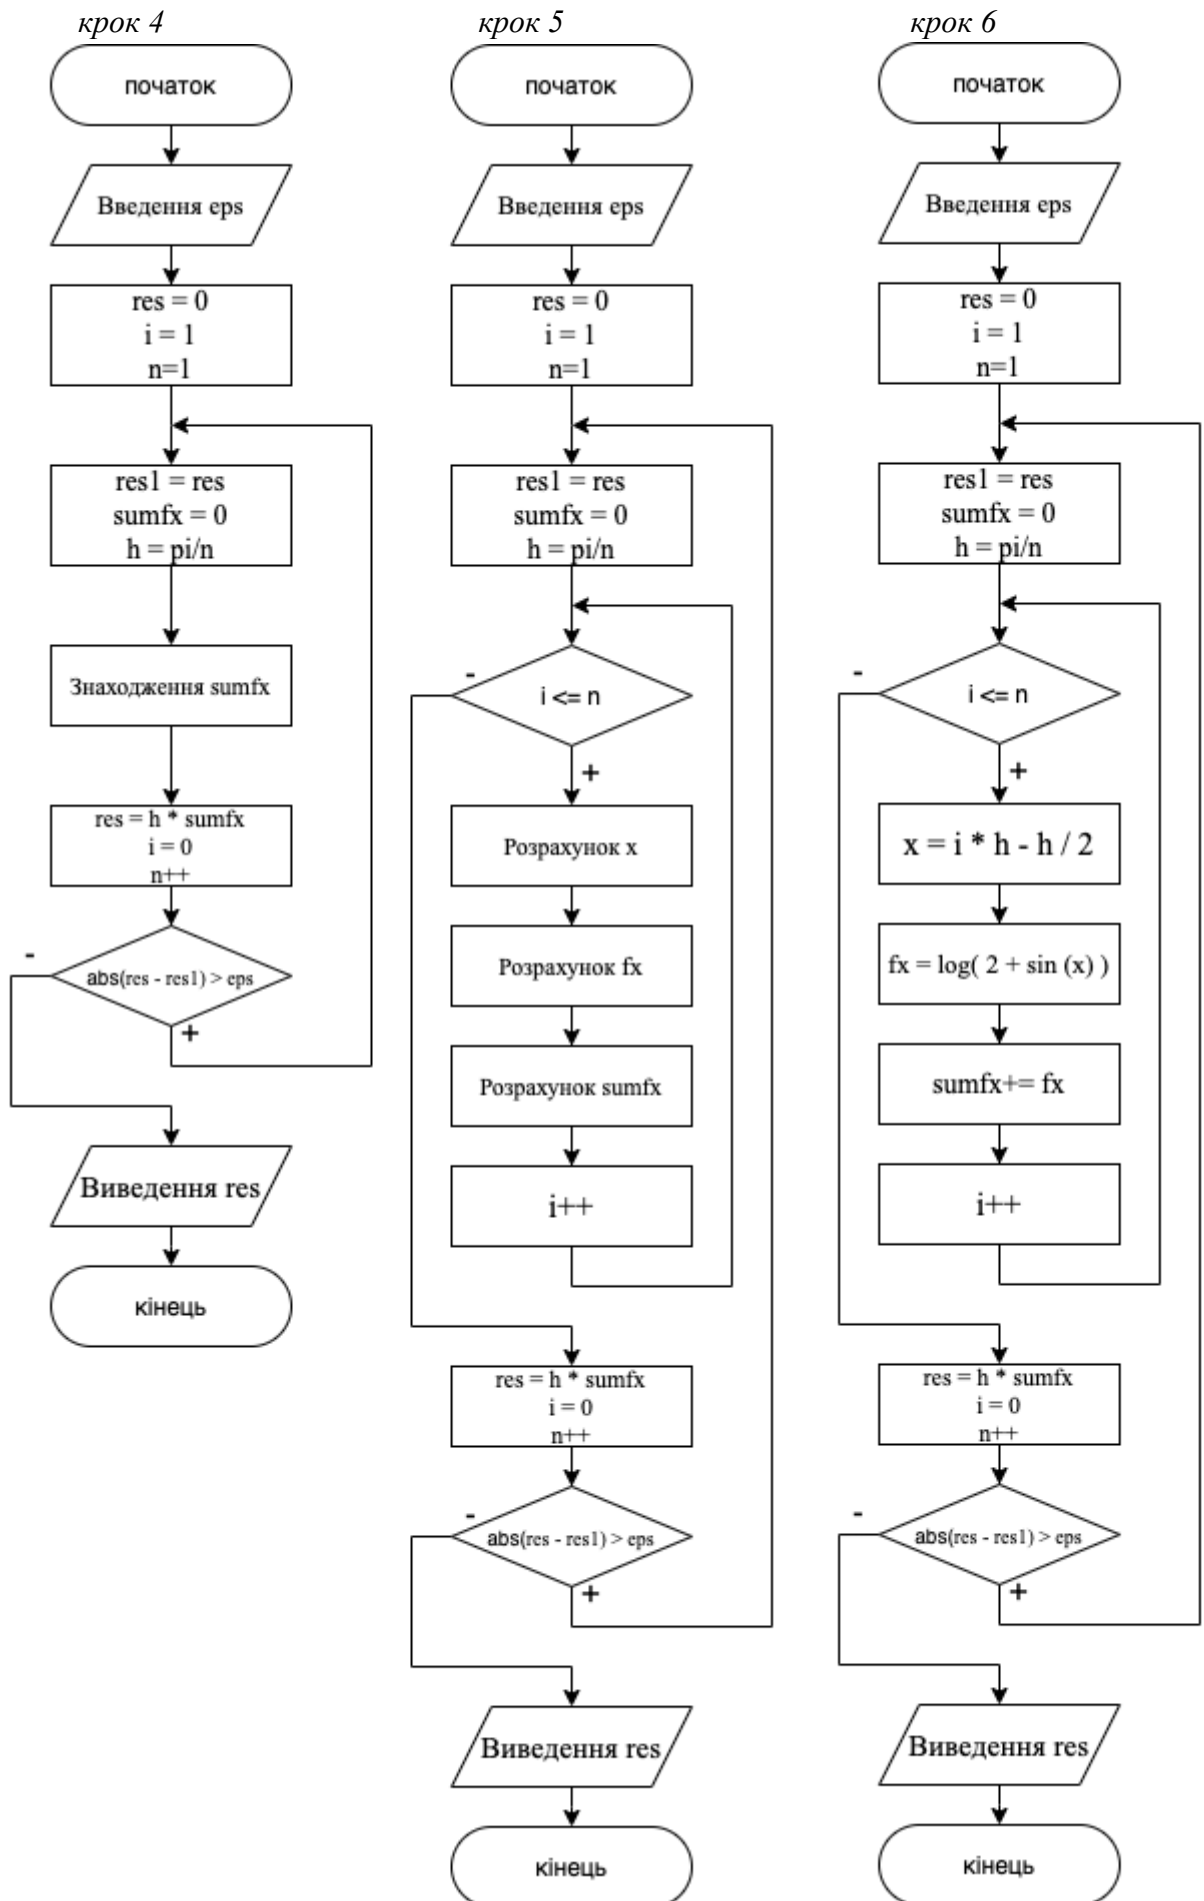 крок 4
початок
Введення eps
res = 0
i = 1
n=1
res1 = res
sumfx = 0
h = pi/n
Знаходження sumfx
res = h * sumfx
i = 0
n++
-
abs(res - res1) > eps
+
Виведення res
кінець
крок 5
початок
Введення eps
res = 0
i = 1
n=1
res1 = res
sumfx = 0
h = pi/n
-
i <= n
+
Розрахунок x
Розрахунок fx
Розрахунок sumfx
i++
res = h * sumfx
i = 0
n++
-
abs(res - res1) > eps
+
Виведення res
кінець
крок 6
початок
Введення eps
res = 0
i = 1
n=1
res1 = res
sumfx = 0
h = pi/n
-
i <= n
+
x = i * h - h / 2
fx = log( 2 + sin (x) )
sumfx+= fx
i++
res = h * sumfx
i = 0
n++
-
abs(res - res1) > eps
+
Виведення res
кінець